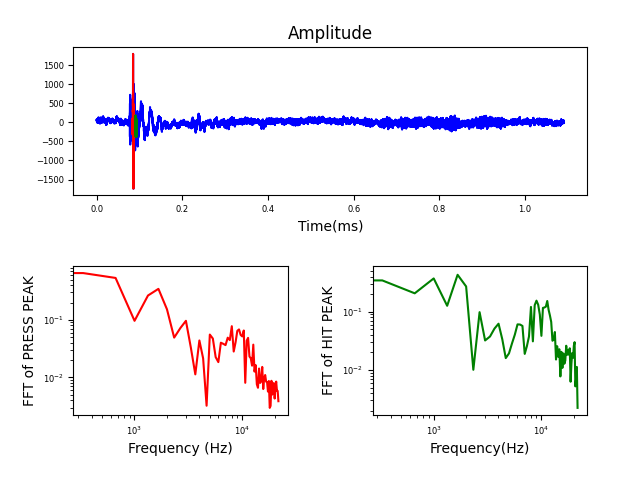 Amplitude
1500
1000
500
0
−500
−1000
−1500
0.0 0.2 0.4 0.6 0.8 1.0
Time(ms)
FFT of PRESS PEAK
10⁻¹
10⁻²
10³ 10⁴
Frequency (Hz)
FFT of HIT PEAK
10⁻¹
10⁻²
10³ 10⁴
Frequency(Hz)